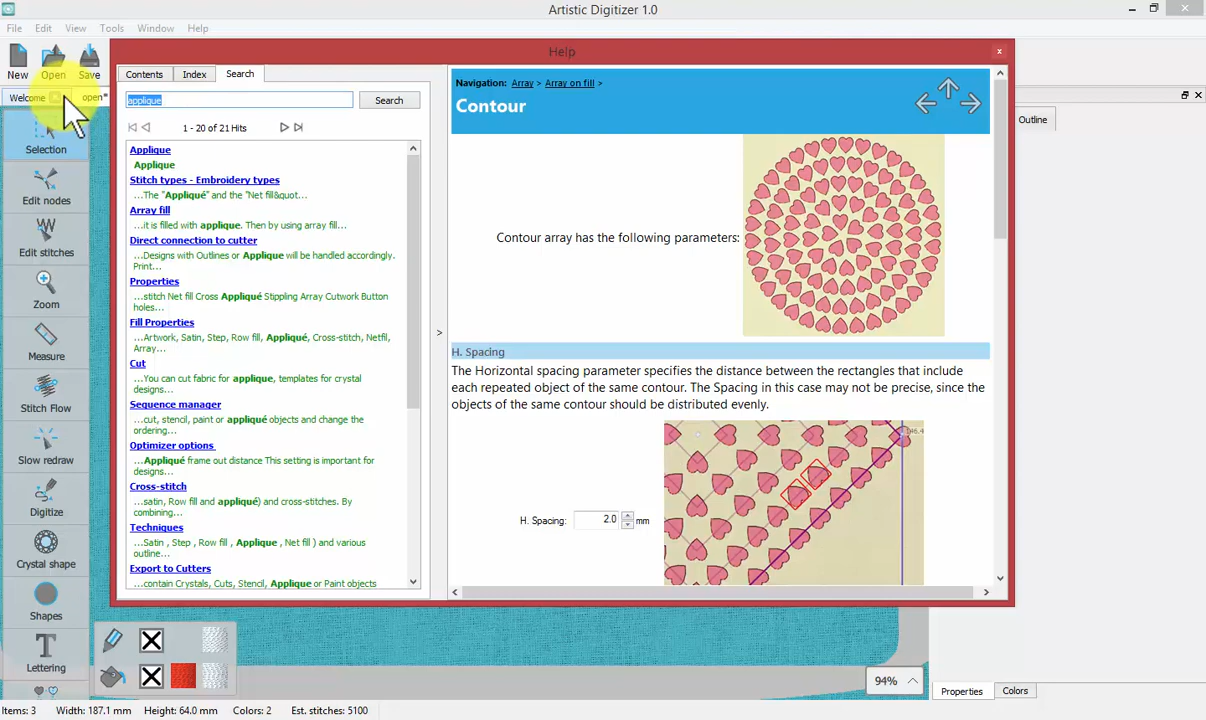 Artistic Digitizer 1.0
File Edit View Tools Window Help
New Open Save
Welcome open*
Selection
Edit nodes
Edit stitches
Zoom
Measure
Stitch Flow
Slow redraw
Digitize
Crystal shape
Shapes
Lettering
Help
Contents Index Search
applique Search
1 - 20 of 21 Hits
Applique
Applique
Stitch types - Embroidery types
...The "Appliqué" and the "Net fill&quot...
Array fill
...it is filled with applique. Then by using array fill...
Direct connection to cutter
...Designs with Outlines or Applique will be handled accordingly.
Print...
Properties
...stitch Net fill Cross Appliqué Stippling Array Cutwork Button
holes...
Fill Properties
...Artwork, Satin, Step, Row fill, Appliqué, Cross-stitch, Netfil,
Array...
Cut
...You can cut fabric for applique, templates for crystal
designs...
Sequence manager
...cut, stencil, paint or appliqué objects and change the
ordering...
Optimizer options
...Appliqué frame out distance This setting is important for
designs...
Cross-stitch
...satin, Row fill and appliqué) and cross-stitches. By
combining...
Techniques
...Satin , Step , Row fill , Applique , Net fill ) and various
outline...
Export to Cutters
...contain Crystals, Cuts, Stencil, Applique or Paint objects
>
Navigation: Array > Array on fill >
Contour
Contour array has the following parameters:
H. Spacing
The Horizontal spacing parameter specifies the distance between the rectangles that include
each repeated object of the same contour. The Spacing in this case may not be precise, since the
objects of the same contour should be distributed evenly.
H. Spacing: 2.0 mm
Outline
94%
Properties Colors
Items: 3 Width: 187.1 mm Height: 64.0 mm Colors: 2 Est. stitches: 5100